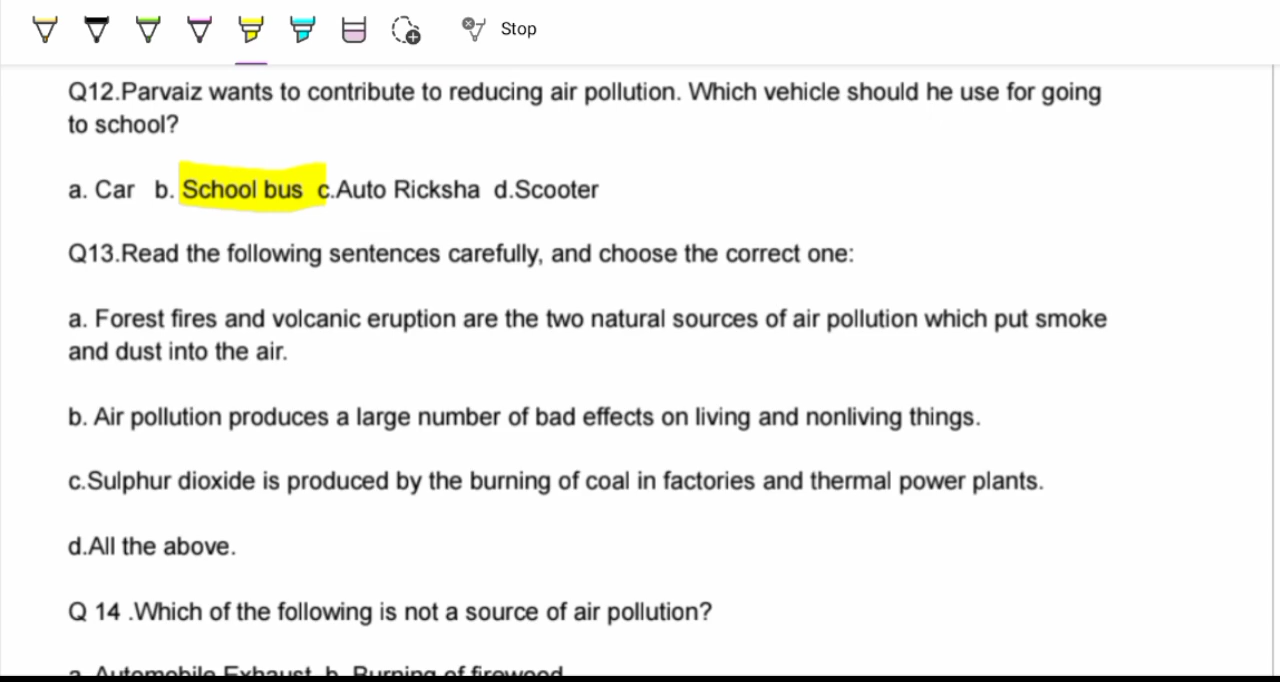 Stop
Q12.Parvaiz wants to contribute to reducing air pollution. Which vehicle should he use for going
to school?
a. Car b. School bus c.Auto Ricksha d.Scooter
Q13.Read the following sentences carefully, and choose the correct one:
a. Forest fires and volcanic eruption are the two natural sources of air pollution which put smoke
and dust into the air.
b. Air pollution produces a large number of bad effects on living and nonliving things.
c.Sulphur dioxide is produced by the burning of coal in factories and thermal power plants.
d.All the above.
Q 14 .Which of the following is not a source of air pollution?
a. Automobile Exhaust b. Burning of firewood